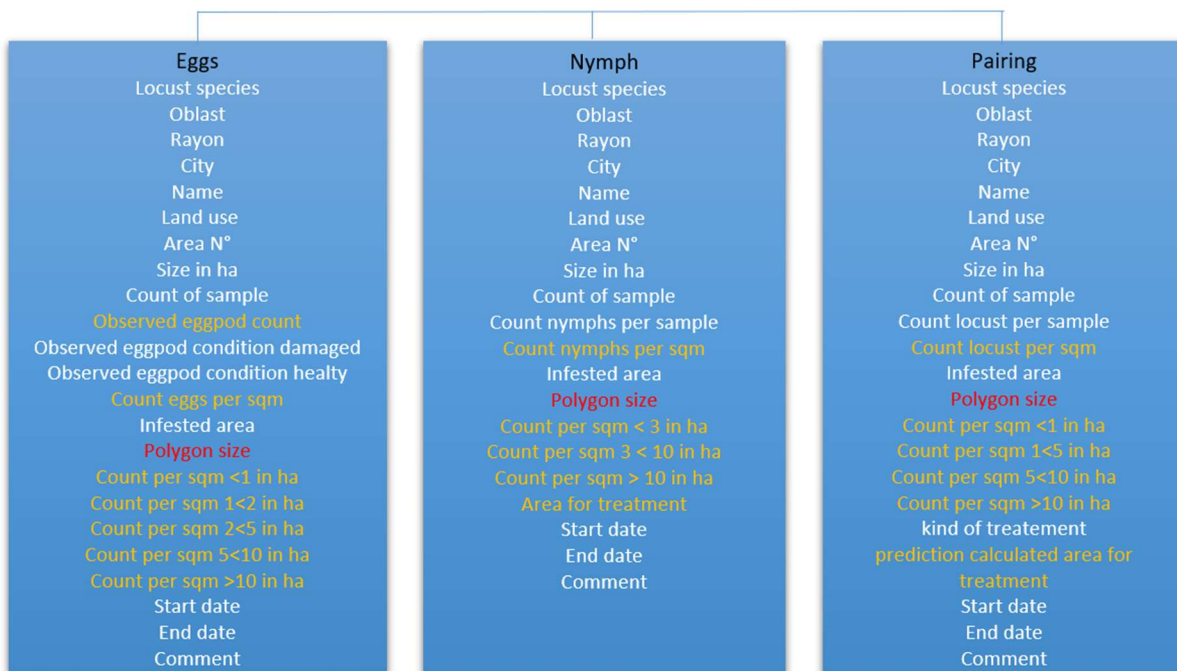 Eggs
Locust species
Oblast
Rayon
City
Name
Land use
Area N°
Size in ha
Count of sample
Observed eggpod count
Observed eggpod condition damaged
Observed eggpod condition healty
Count eggs per sqm
Infested area
Polygon size
Count per sqm <1 in ha
Count per sqm 1<2 in ha
Count per sqm 2<5 in ha
Count per sqm 5<10 in ha
Count per sqm >10 in ha
Start date
End date
Comment
Nymph
Locust species
Oblast
Rayon
City
Name
Land use
Area N°
Size in ha
Count of sample
Count nymphs per sample
Count nymphs per sqm
Infested area
Polygon size
Count per sqm < 3 in ha
Count per sqm 3 < 10 in ha
Count per sqm > 10 in ha
Area for treatment
Start date
End date
Comment
Pairing
Locust species
Oblast
Rayon
City
Name
Land use
Area N°
Size in ha
Count of sample
Count locust per sample
Count locust per sqm
Infested area
Polygon size
Count per sqm <1 in ha
Count per sqm 1<5 in ha
Count per sqm 5<10 in ha
Count per sqm >10 in ha
kind of treatement
prediction calculated area for
treatment
Start date
End date
Comment